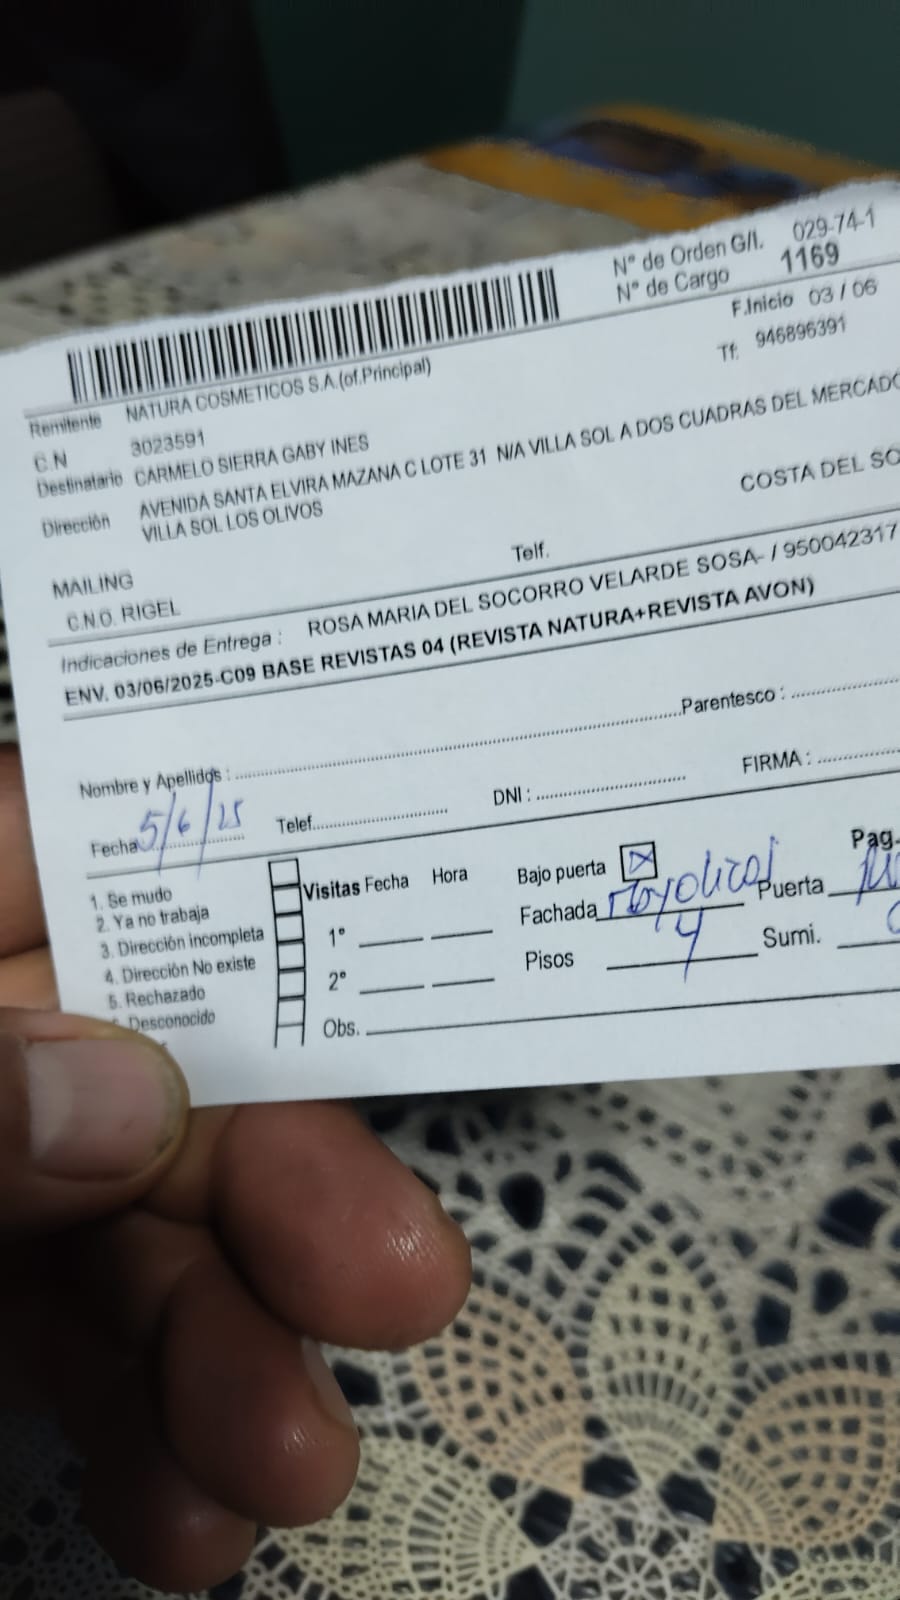 N° de Orden G/I. 029-74-1
N° de Cargo 1169
F.Inicio 03 / 06
Tf: 946896391
Remitente NATURA COSMETICOS S.A.(of.Principal)
C.N 3023591
Destinatario CARMELO SIERRA GABY INES
Dirección AVENIDA SANTA ELVIRA MAZANA C LOTE 31 N/A VILLA SOL A DOS CUADRAS DEL MERCADO
VILLA SOL LOS OLIVOS
COSTA DEL SO
MAILING Telf.
C.N.O. RIGEL
Indicaciones de Entrega : ROSA MARIA DEL SOCORRO VELARDE SOSA- / 950042317
ENV. 03/06/2025-C09 BASE REVISTAS 04 (REVISTA NATURA+REVISTA AVON)
Nombre y Apellidos : Parentesco :
Fecha 5/6/25 Telef. DNI : FIRMA :
Pag.
1. Se mudo
2. Ya no trabaja
3. Dirección incompleta
4. Dirección No existe
5. Rechazado
Desconocido
Visitas Fecha Hora
1°
2°
Obs.
Bajo puerta X
Fachada Mayolica Puerta
Pisos 4 Sumi.